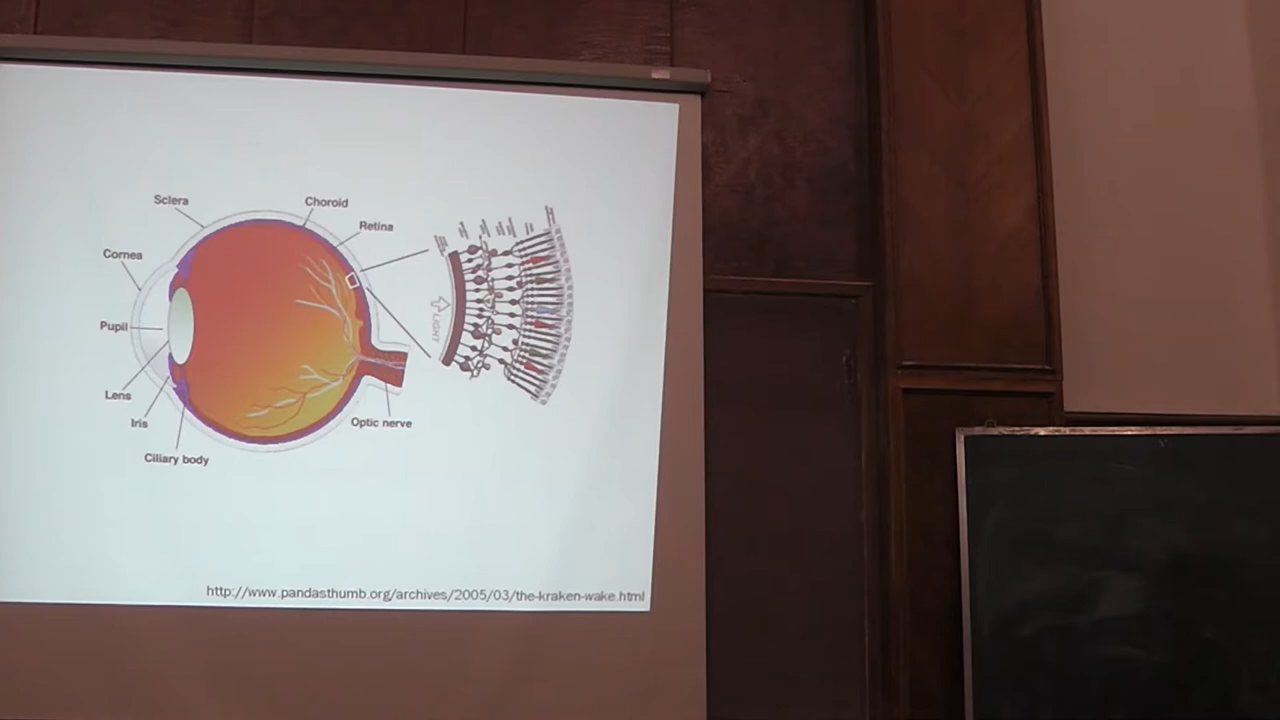 Sclera
Choroid
Retina
Cornea
Pupil
Lens
Iris
Optic nerve
Ciliary body
LIGHT
http://www.pandasthumb.org/archives/2005/03/the-kraken-wake.html